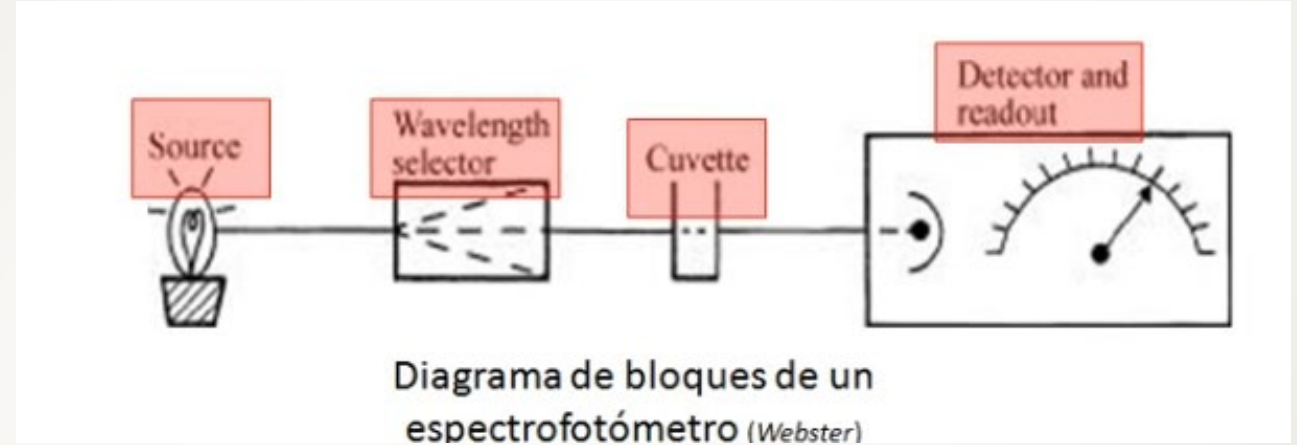 Source
Wavelength
selector
Cuvette
Detector and
readout
Diagrama de bloques de un
espectrofotómetro (Webster)